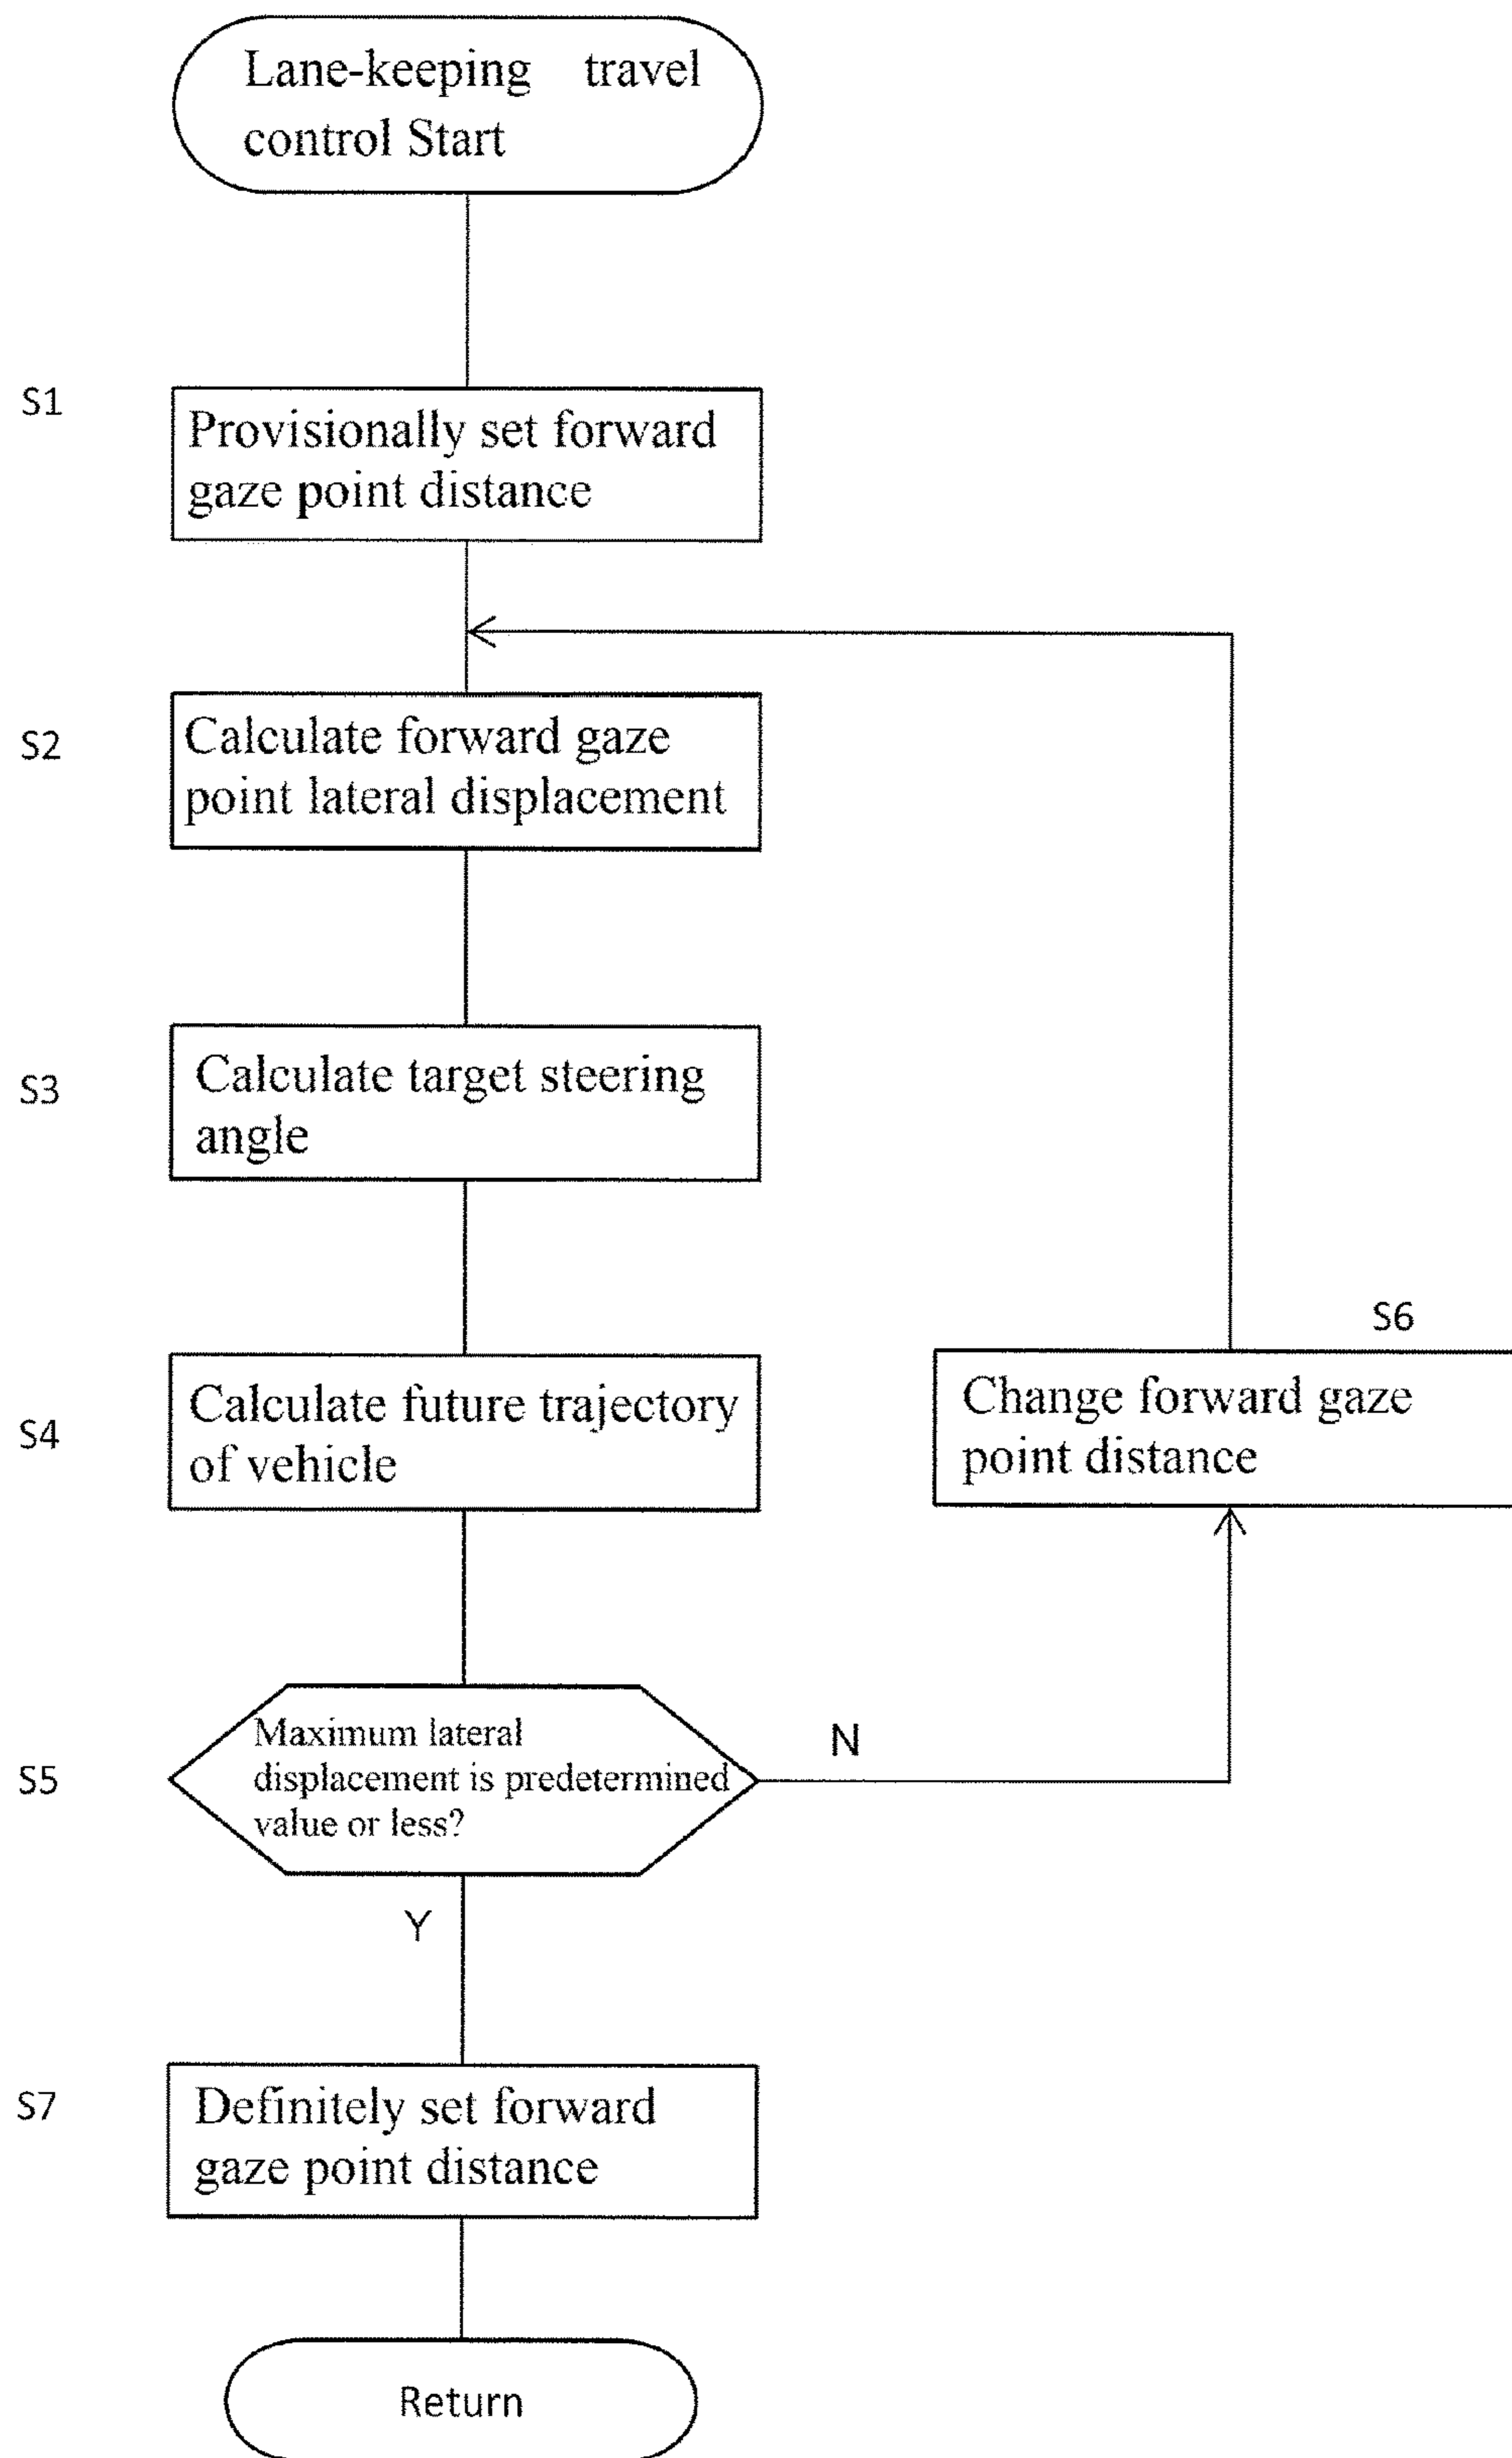 Lane-keeping travel
control Start
S1
Provisionally set forward
gaze point distance
S2
Calculate forward gaze
point lateral displacement
S3
Calculate target steering
angle
S4
Calculate future trajectory
of vehicle
S6
Change forward gaze
point distance
S5
Maximum lateral
displacement is predetermined
value or less?
N
Y
S7
Definitely set forward
gaze point distance
Return